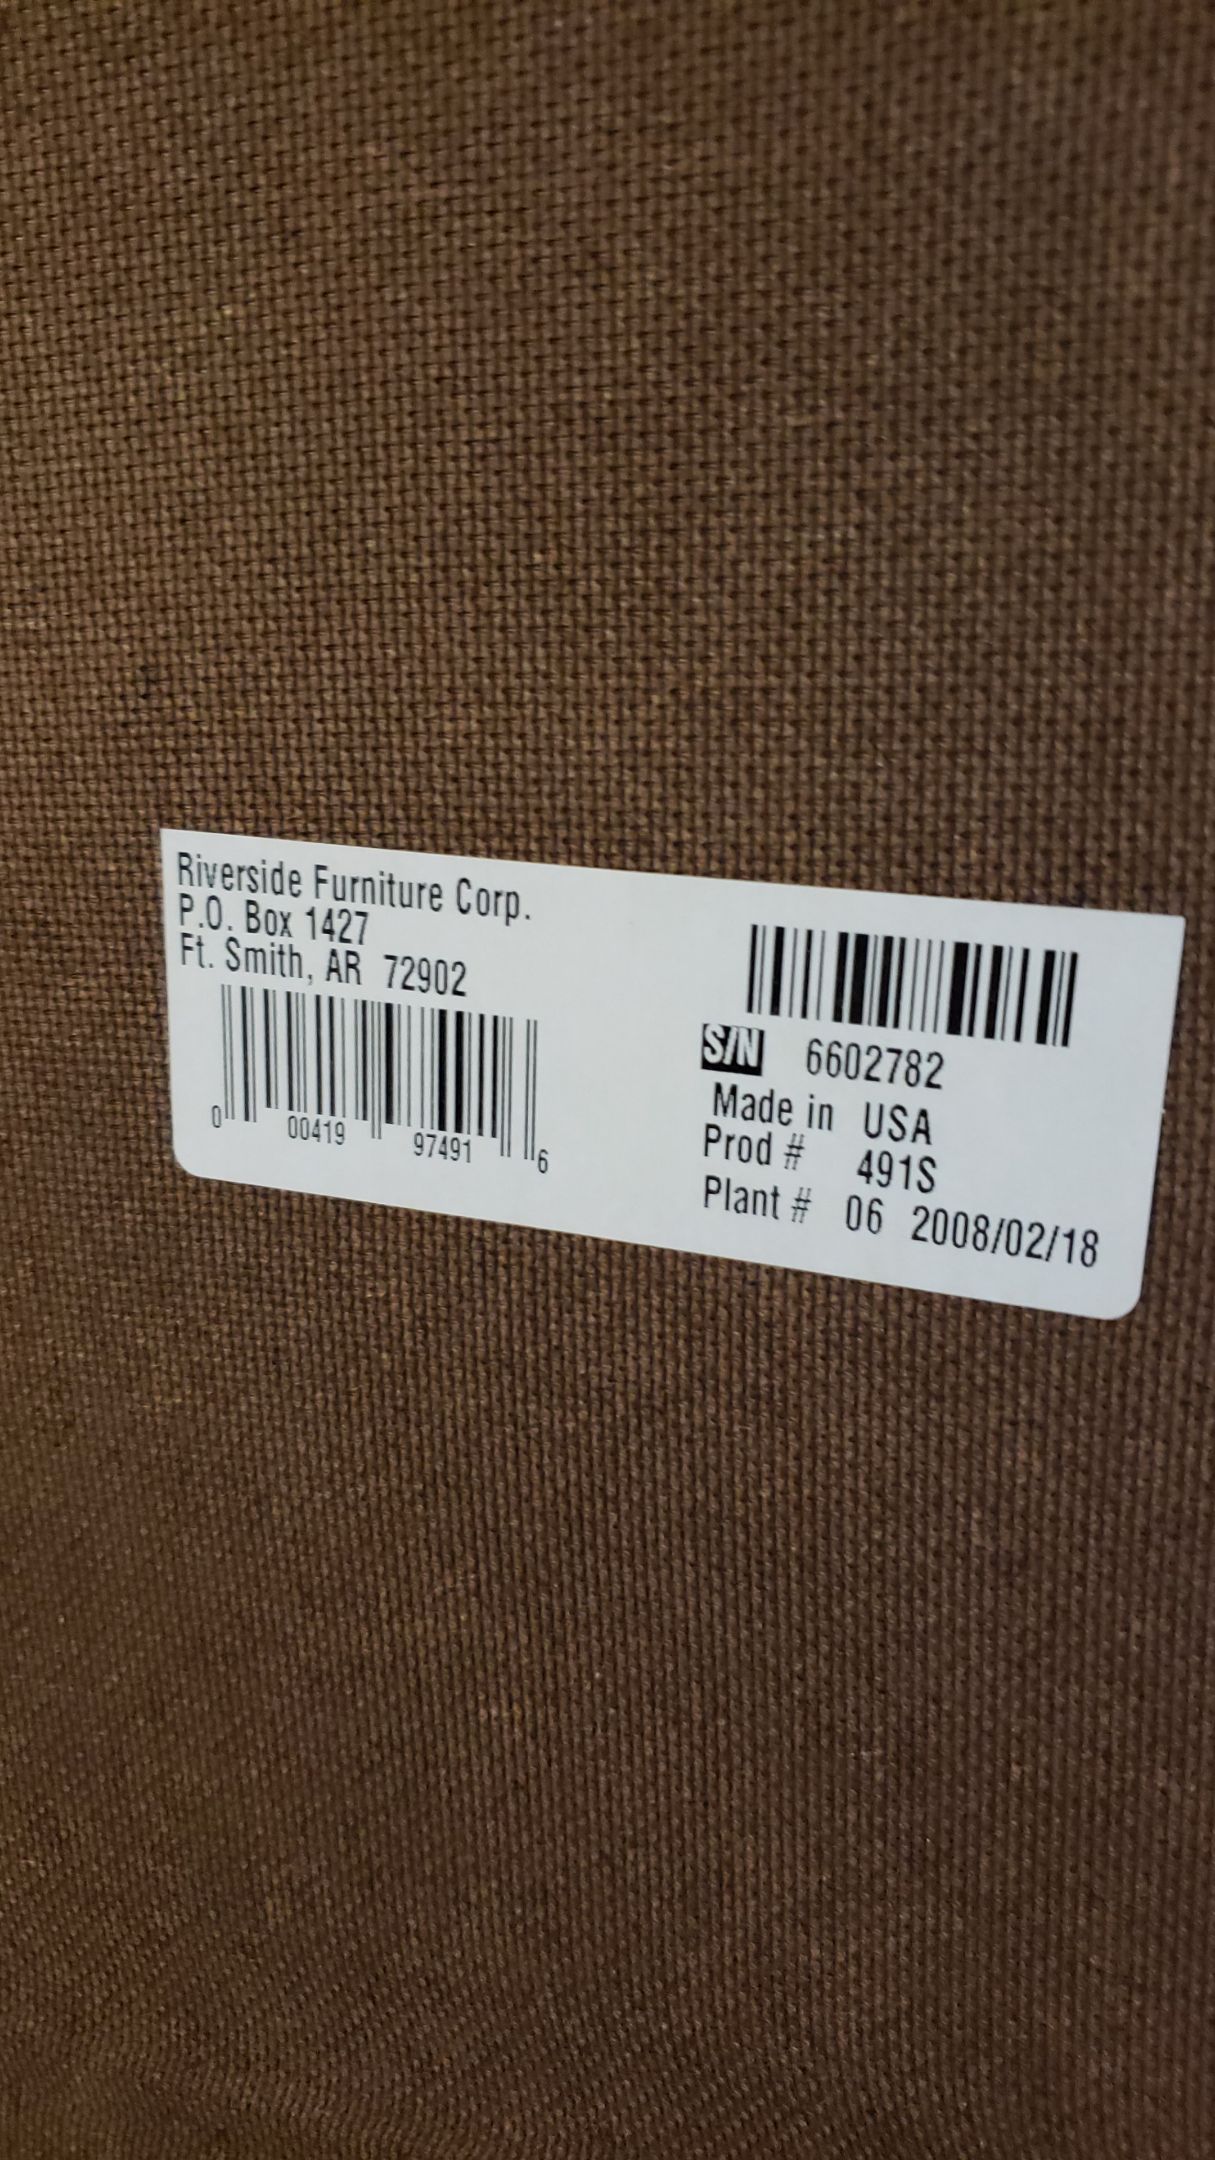 Riverside Furniture Corp.
P.O. Box 1427
Ft. Smith, AR 72902
0 00419 97491 6
S/N 6602782
Made in USA
Prod # 491S
Plant # 06 2008/02/18